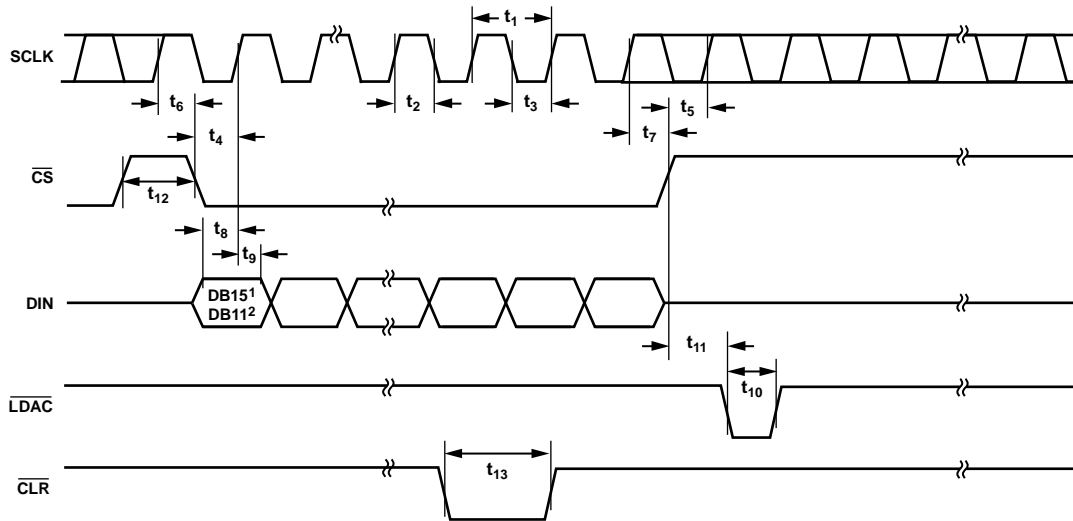 t1
SCLK
t6
t2
t3
t5
t4
t7
CS
t12
t8
t9
DIN
DB15¹
DB11²
t11
t10
LDAC
t13
CLR